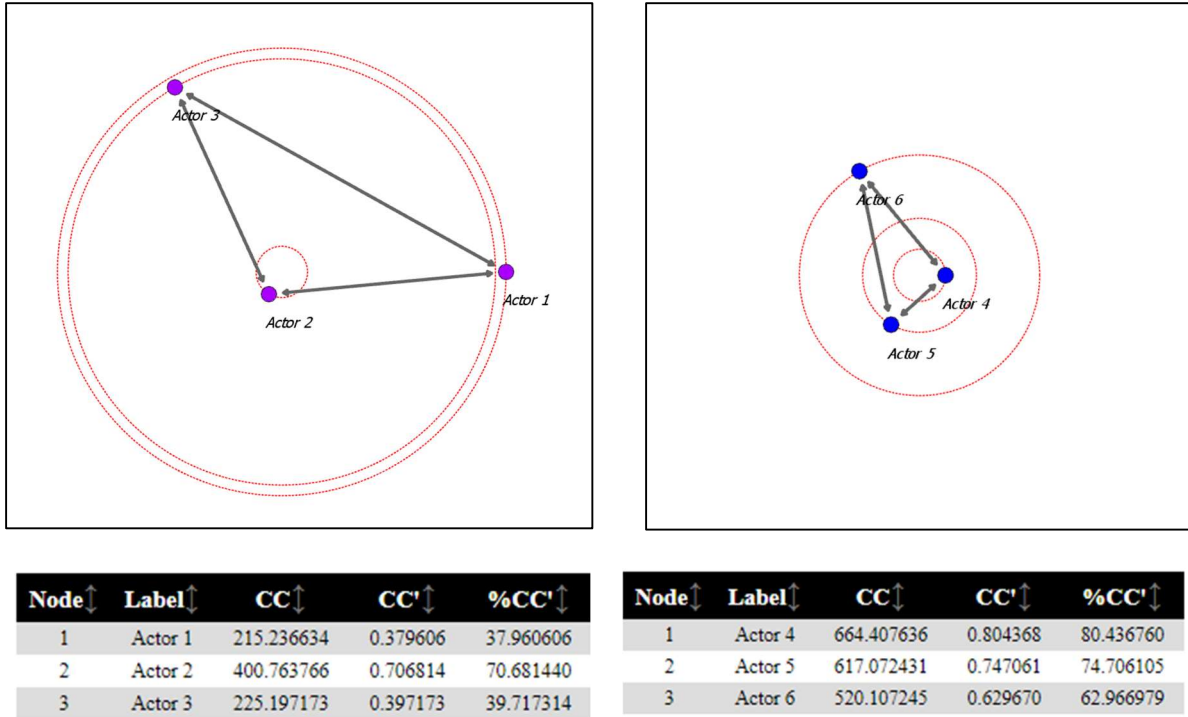 Actor 3
Actor 1
Actor 2
Actor 6
Actor 4
Actor 5
Node↕ Label↕ CC↕ CC'↕ %CC'↕
1 Actor 1 215.236634 0.379606 37.960606
2 Actor 2 400.763766 0.706814 70.681440
3 Actor 3 225.197173 0.397173 39.717314
Node↕ Label↕ CC↕ CC'↕ %CC'↕
1 Actor 4 664.407636 0.804368 80.436760
2 Actor 5 617.072431 0.747061 74.706105
3 Actor 6 520.107245 0.629670 62.966979